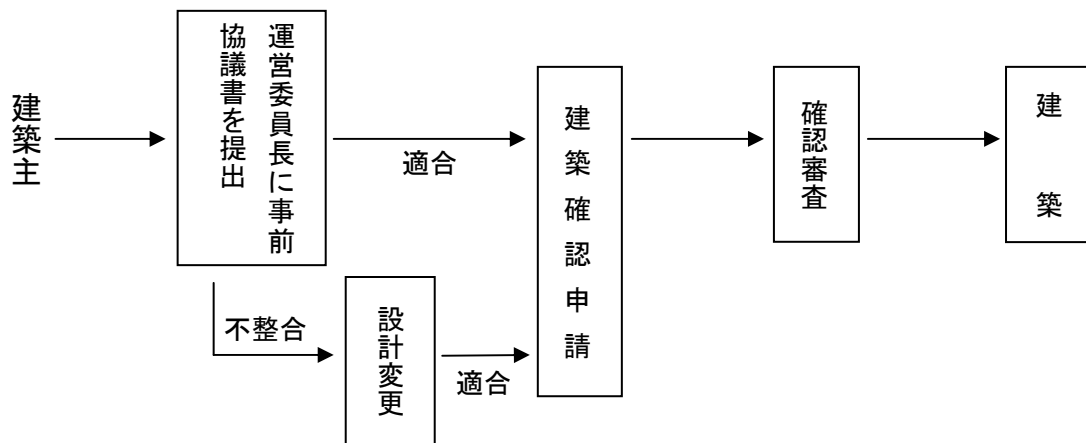 建築主
運営委員長に事前
協議書を提出
適合
不整合
設計変更
適合
建築確認申請
確認審査
建築